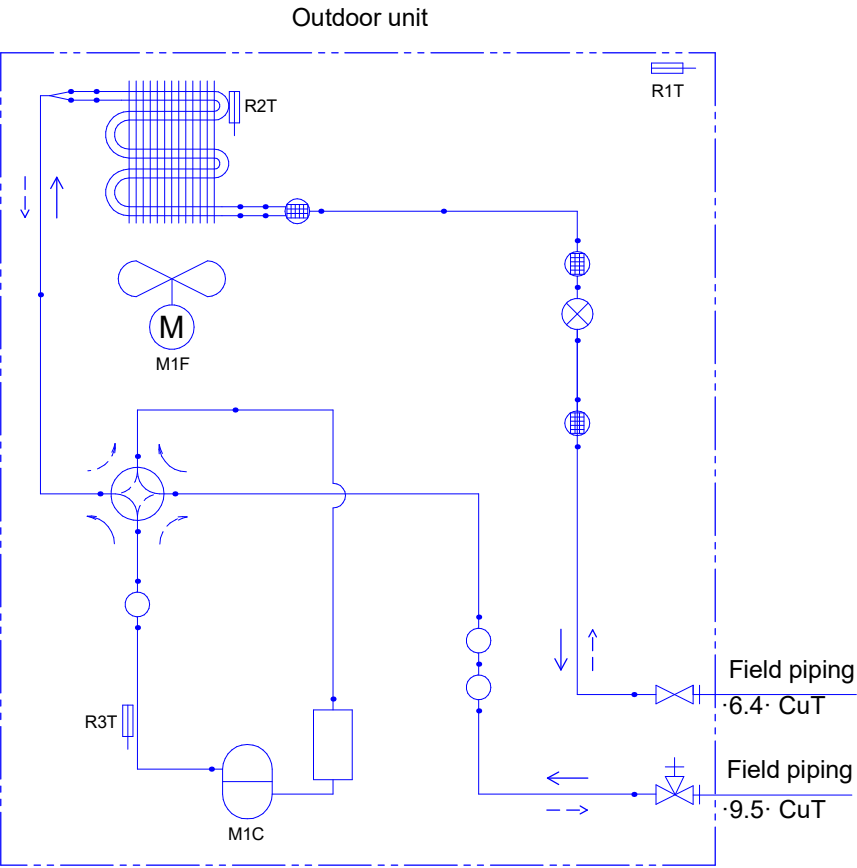 Outdoor unit
R1T
R2T
M
M1F
Field piping
·6.4· CuT
R3T
Field piping
·9.5· CuT
M1C